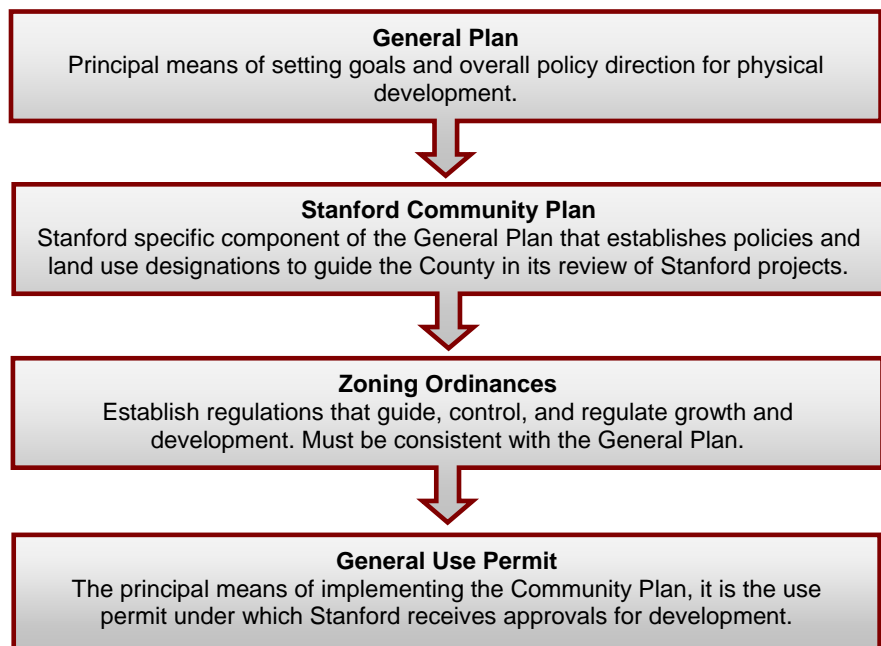 General Plan
Principal means of setting goals and overall policy direction for physical
development.
Stanford Community Plan
Stanford specific component of the General Plan that establishes policies and
land use designations to guide the County in its review of Stanford projects.
Zoning Ordinances
Establish regulations that guide, control, and regulate growth and
development. Must be consistent with the General Plan.
General Use Permit
The principal means of implementing the Community Plan, it is the use
permit under which Stanford receives approvals for development.